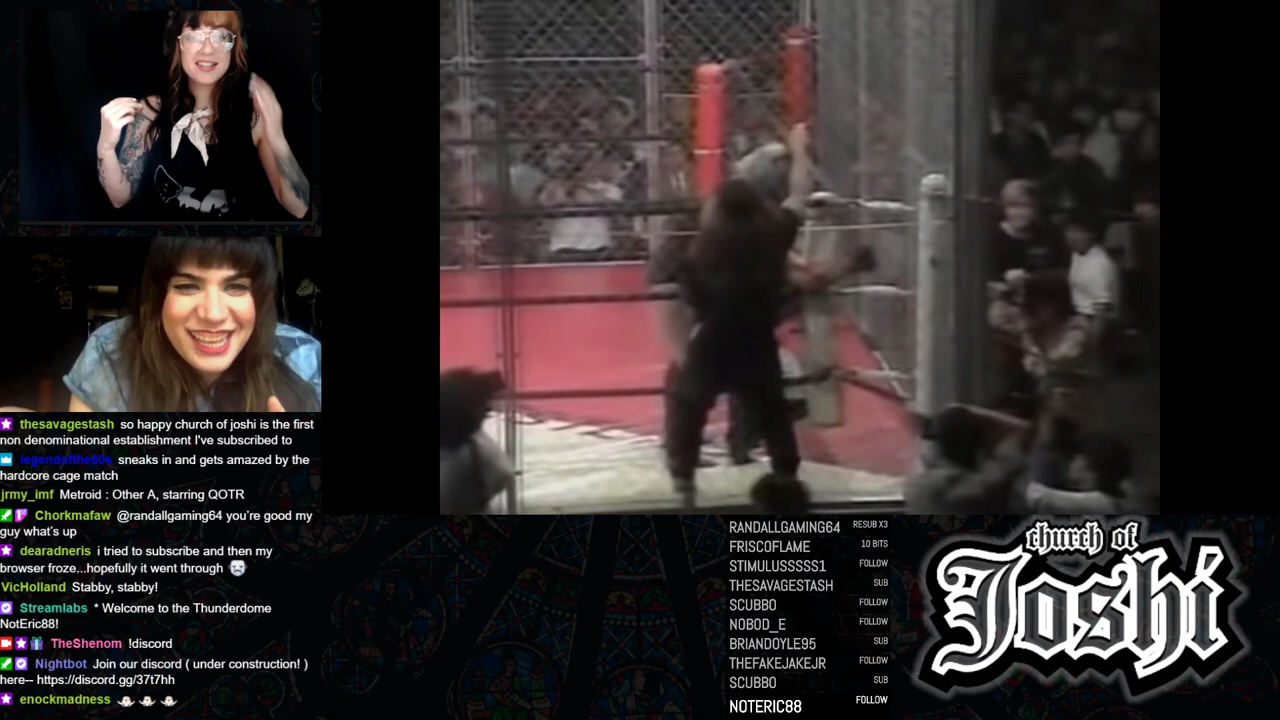 thesavagestash so happy church of joshi is the first
non denominational establishment I've subscribed to
legendofthe80s sneaks in and gets amazed by the
hardcore cage match
jrmy_imf Metroid : Other A, starring QOTR
Chorkmafaw @randallgaming64 you're good my
guy what's up
dearadneris i tried to subscribe and then my
browser froze...hopefully it went through
VicHolland Stabby, stabby!
Streamlabs * Welcome to the Thunderdome
NotEric88!
TheShenom !discord
Nightbot Join our discord ( under construction! )
here-- https://discord.gg/37t7hh
enockmadness
RANDALLGAMING64 RESUB X3
FRISCOFLAME 10 BITS
STIMULUSSSSS1 FOLLOW
THESAVAGESTASH SUB
SCUBBO FOLLOW
NOBOD_E FOLLOW
BRIANDOYLE95 SUB
THEFAKEJAKEJR FOLLOW
SCUBBO SUB
NOTERIC88 FOLLOW
church of
Joshi